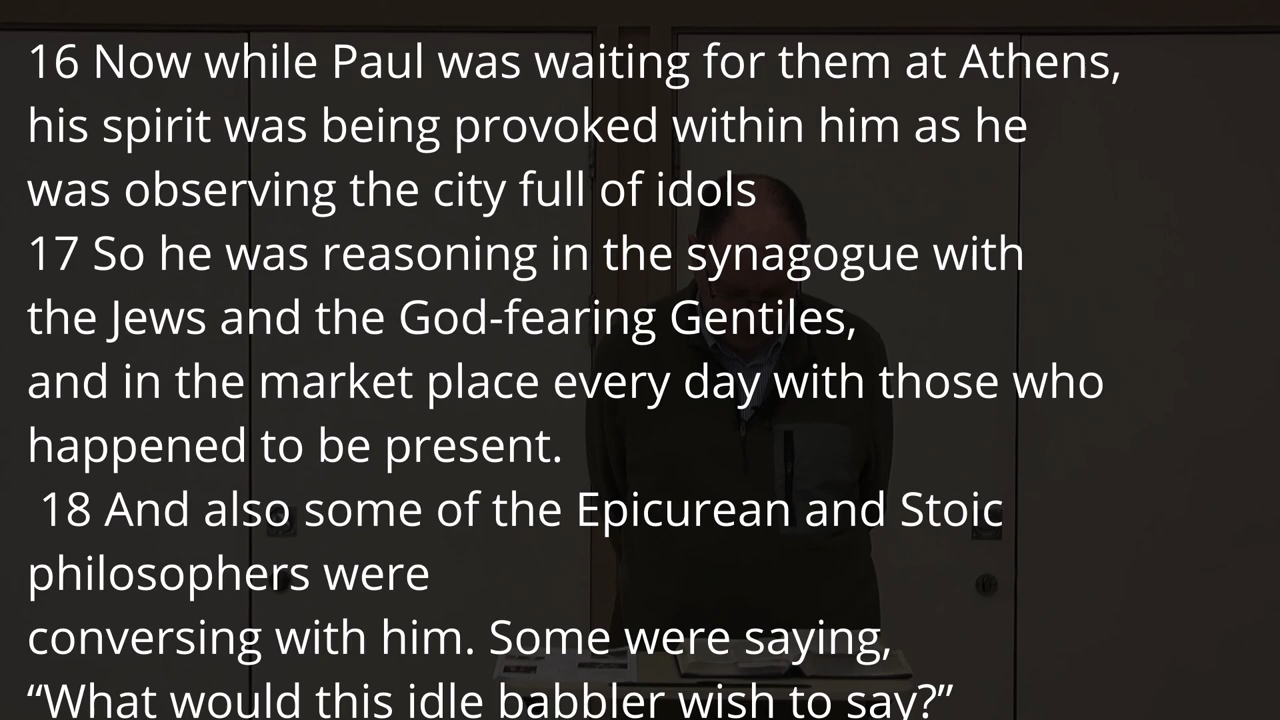 16 Now while Paul was waiting for them at Athens,
his spirit was being provoked within him as he
was observing the city full of idols
17 So he was reasoning in the synagogue with
the Jews and the God-fearing Gentiles,
and in the market place every day with those who
happened to be present.
18 And also some of the Epicurean and Stoic
philosophers were
conversing with him. Some were saying,
“What would this idle babbler wish to say?”